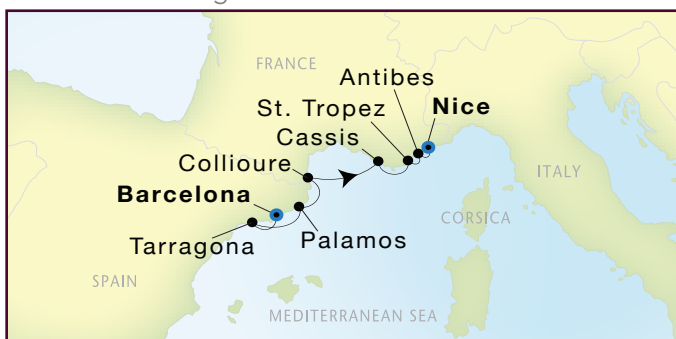 FRANCE
Antibes
St. Tropez
Nice
Cassis
Collioure
ITALY
Barcelona
CORSICA
Tarragona
Palamos
SPAIN
MEDITERRANEAN SEA